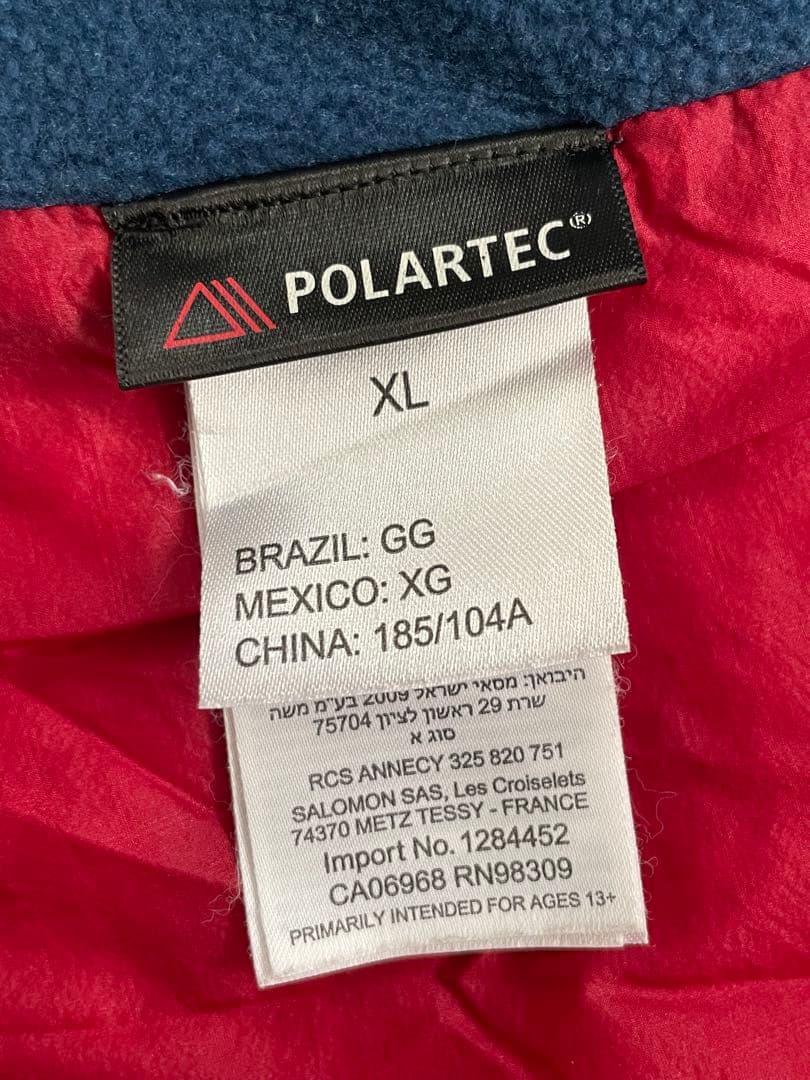 POLARTEC®
XL
BRAZIL: GG
MEXICO: XG
CHINA: 185/104A
היבואן: מסאי ישראל 2009 בע"מ משה
שרת 29 ראשון לציון 75704
סוג א
RCS ANNECY 325 820 751
SALOMON SAS, Les Croiselets
74370 METZ TESSY - FRANCE
Import No. 1284452
CA06968 RN98309
PRIMARILY INTENDED FOR AGES 13+